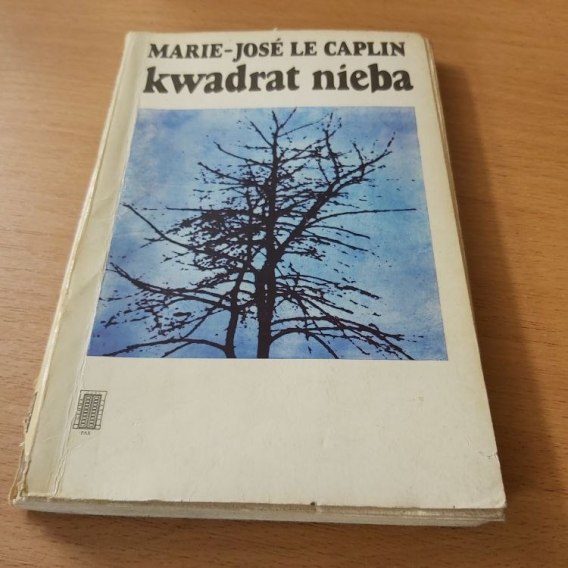 MARIE-JOSÉ LE CAPLIN
kwadrat nieba